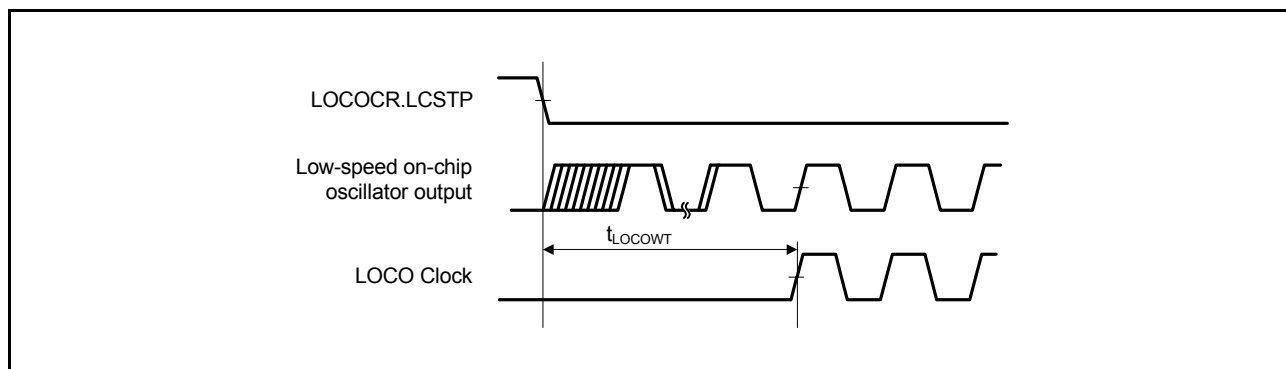 LOCOCR.LCSTP
Low-speed on-chip
oscillator output
tLOCOWT
LOCO Clock